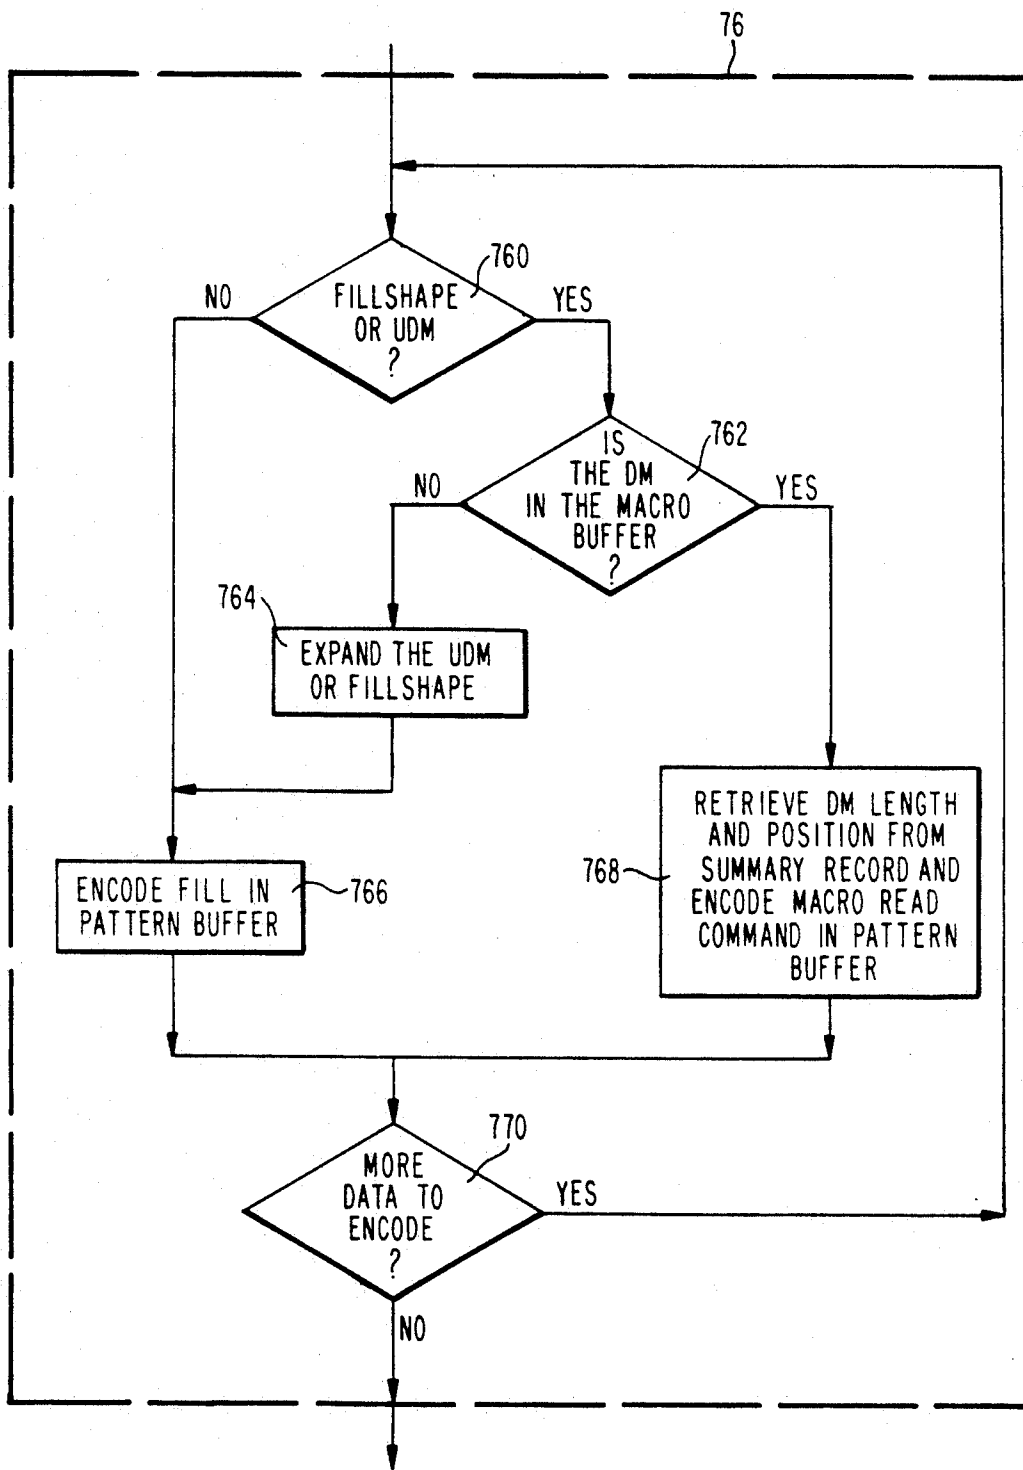 76
760
NO
FILLSHAPE
YES
OR UDM
?
762
IS
THE DM
NO
YES
IN THE MACRO
BUFFER
?
764
EXPAND THE UDM
OR FILLSHAPE
RETRIEVE DM LENGTH
AND POSITION FROM
768
SUMMARY RECORD AND
ENCODE MACRO READ
COMMAND IN PATTERN
BUFFER
ENCODE FILL IN
PATTERN BUFFER
766
770
MORE
DATA TO
ENCODE
?
YES
NO